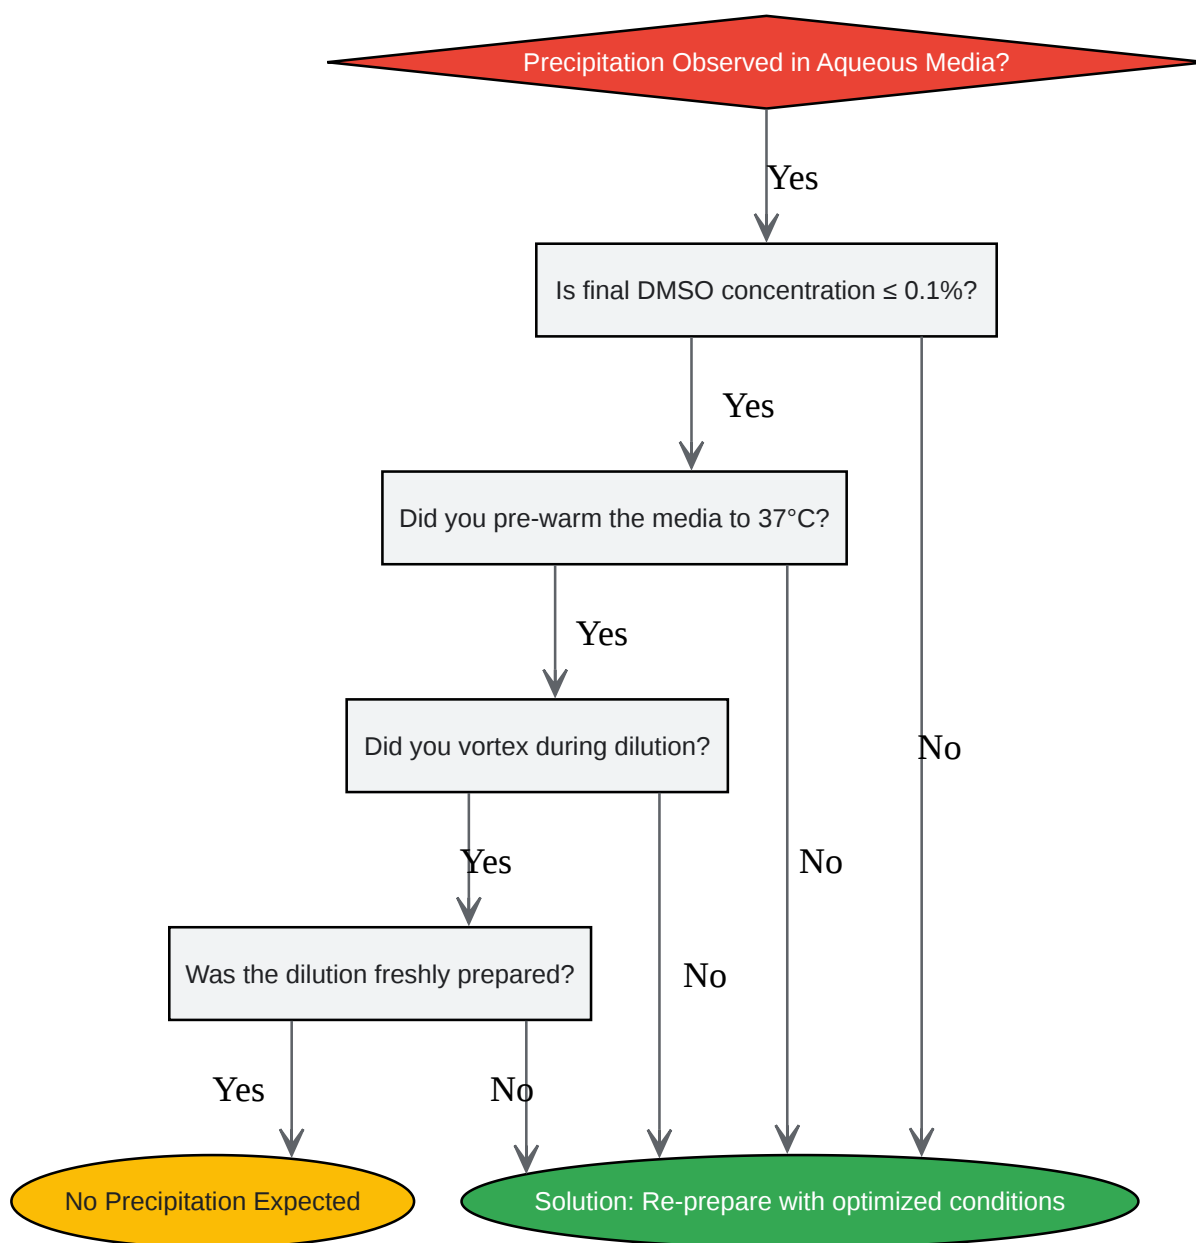 Precipitation Observed in Aqueous Media?
Yes
Is final DMSO concentration ≤ 0.1%?
Yes
Did you pre-warm the media to 37°C?
Yes
Did you vortex during dilution?
No
Yes
No
Was the dilution freshly prepared?
No
Yes
No
No Precipitation Expected
Solution: Re-prepare with optimized conditions